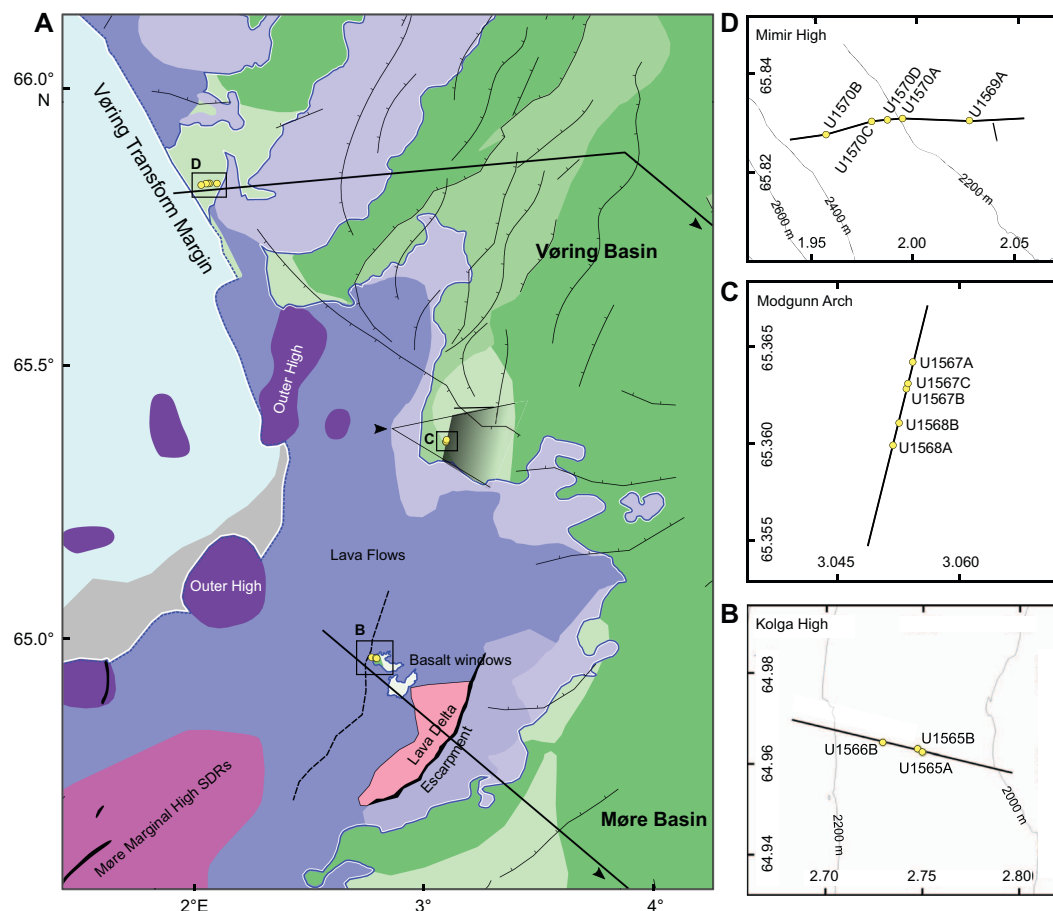 A
66.0°
N
65.5°
65.0°
2°E
3°
4°
Vøring Transform Margin
D
Vøring Basin
Outer High
C
Outer High
Lava Flows
B
Basalt windows
Lava Delta
Escarpment
Møre Marginal High SDRs
Møre Basin
D
Mimir High
65.84
65.82
U1570B
U1570C
U1570D
U1570A
U1569A
2600 m
2400 m
2200 m
1.95
2.00
2.05
C
Modgunn Arch
65.365
65.360
65.355
U1567A
U1567C
U1567B
U1568B
U1568A
3.045
3.060
B
Kolga High
64.98
64.96
64.94
U1566B
U1565B
U1565A
2200 m
2000 m
2.70
2.75
2.80